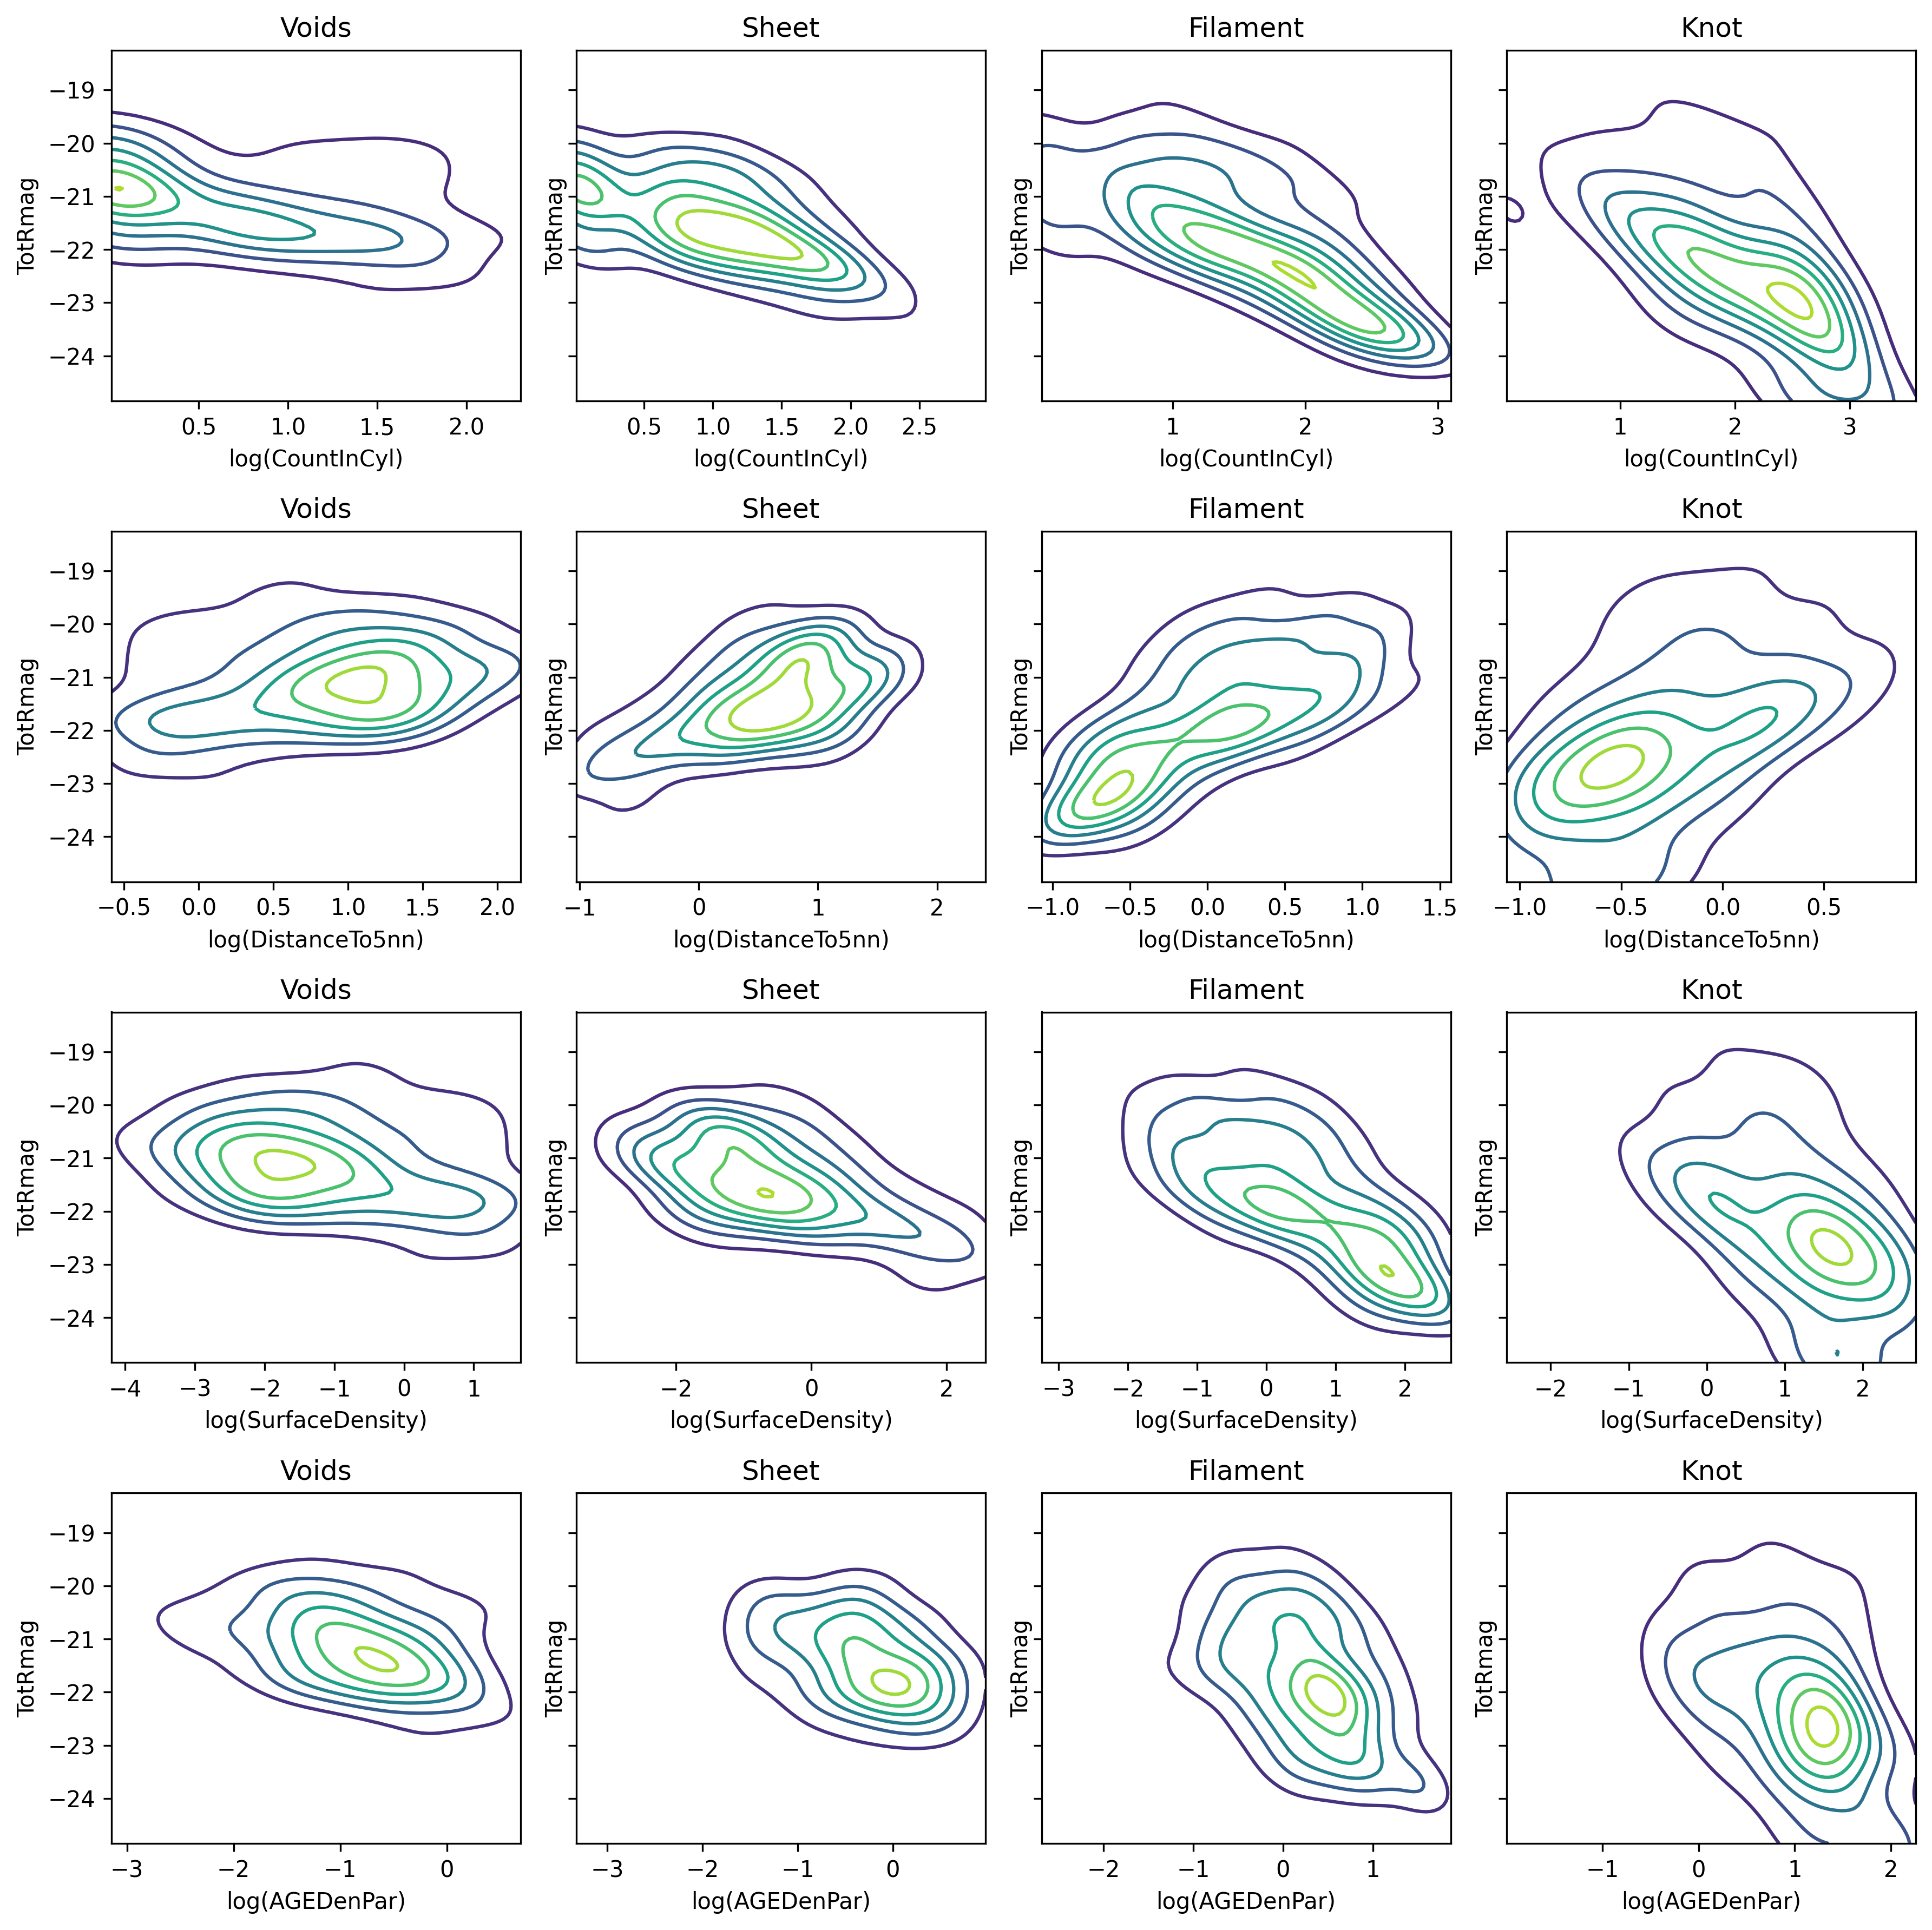 Voids Sheet Filament Knot
TotRmag TotRmag TotRmag TotRmag
−19
−20
−21
−22
−23
−24
0.5 1.0 1.5 2.0 0.5 1.0 1.5 2.0 2.5 1 2 3 1 2 3
log(CountInCyl) log(CountInCyl) log(CountInCyl) log(CountInCyl)
Voids Sheet Filament Knot
TotRmag TotRmag TotRmag TotRmag
−19
−20
−21
−22
−23
−24
−0.5 0.0 0.5 1.0 1.5 2.0 −1 0 1 2 −1.0 −0.5 0.0 0.5 1.0 1.5 −1.0 −0.5 0.0 0.5
log(DistanceTo5nn) log(DistanceTo5nn) log(DistanceTo5nn) log(DistanceTo5nn)
Voids Sheet Filament Knot
TotRmag TotRmag TotRmag TotRmag
−19
−20
−21
−22
−23
−24
−4 −3 −2 −1 0 1 −2 0 2 −3 −2 −1 0 1 2 −2 −1 0 1 2
log(SurfaceDensity) log(SurfaceDensity) log(SurfaceDensity) log(SurfaceDensity)
Voids Sheet Filament Knot
TotRmag TotRmag TotRmag TotRmag
−19
−20
−21
−22
−23
−24
−3 −2 −1 0 −3 −2 −1 0 −2 −1 0 1 −1 0 1 2
log(AGEDenPar) log(AGEDenPar) log(AGEDenPar) log(AGEDenPar)